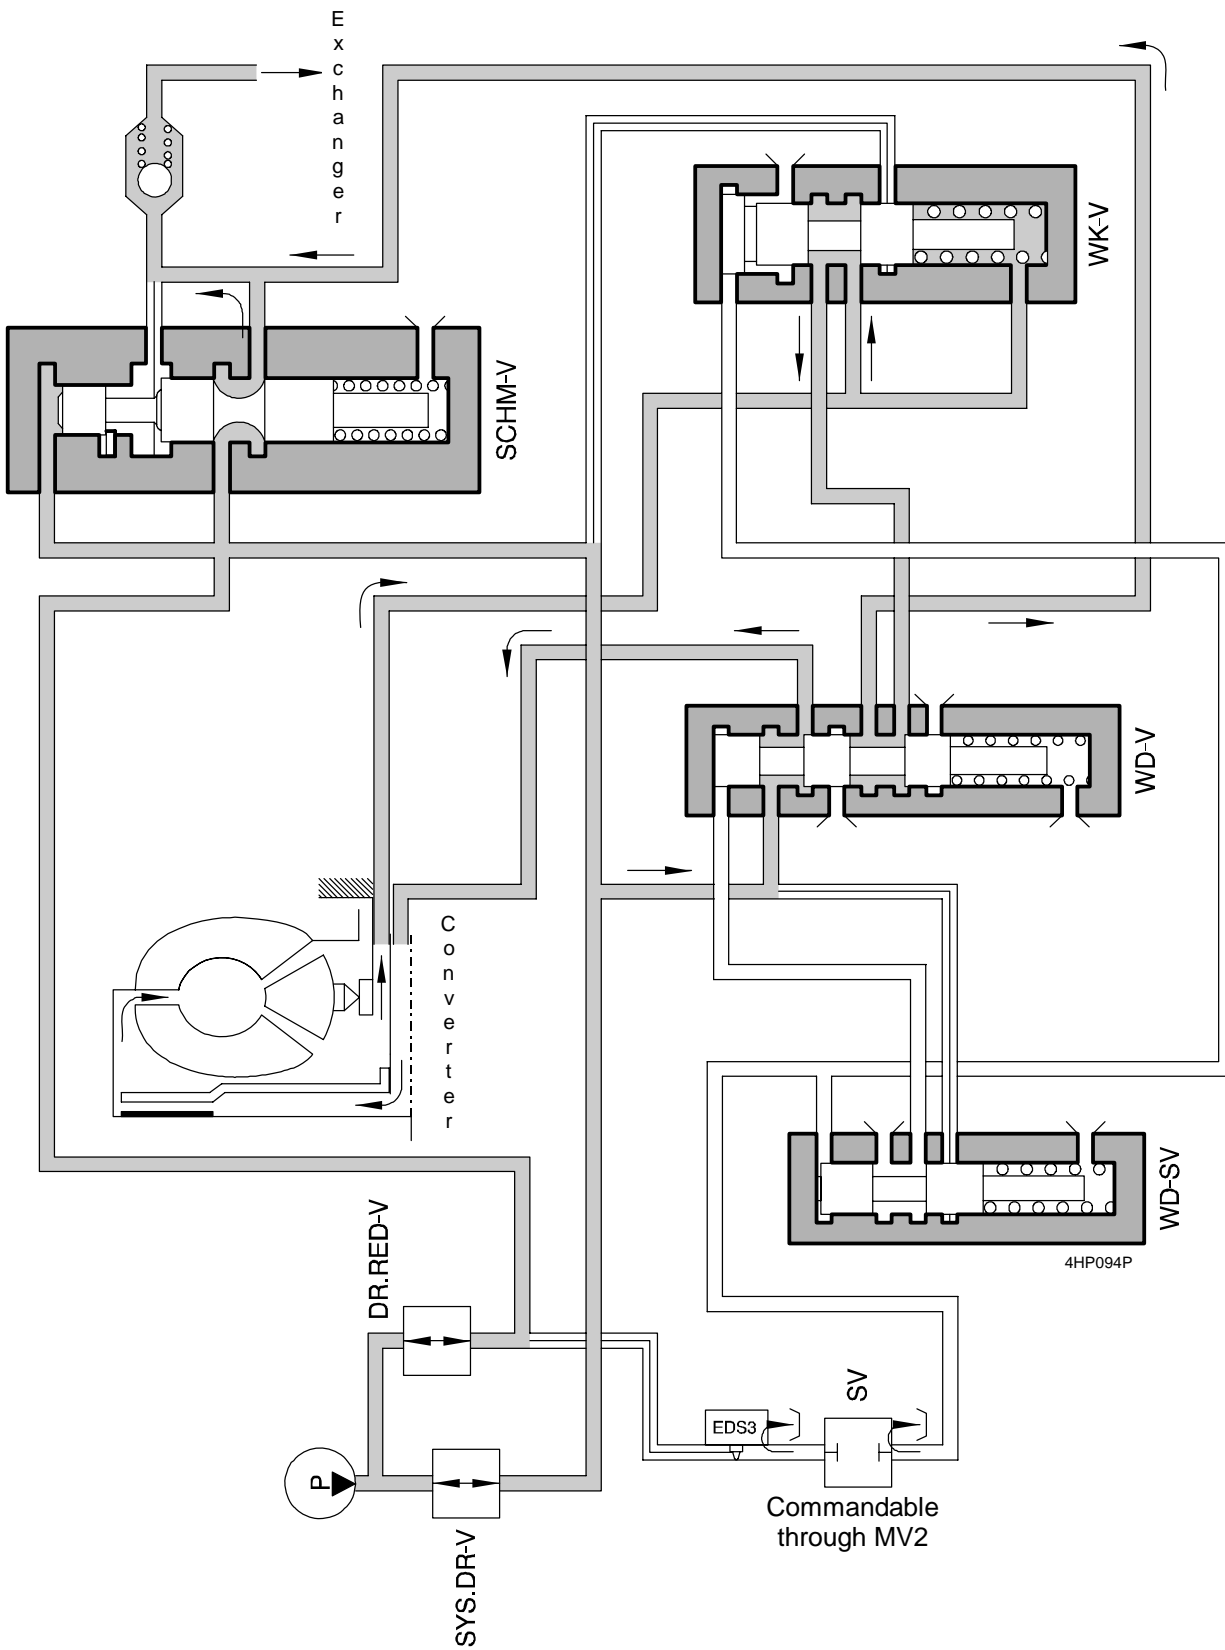 Exchanger
WK-V
SCHM-V
WD-V
Converter
WD-SV
4HP094P
DR.RED-V
SV
EDS3
P
Commandable
through MV2
SYS.DR-V